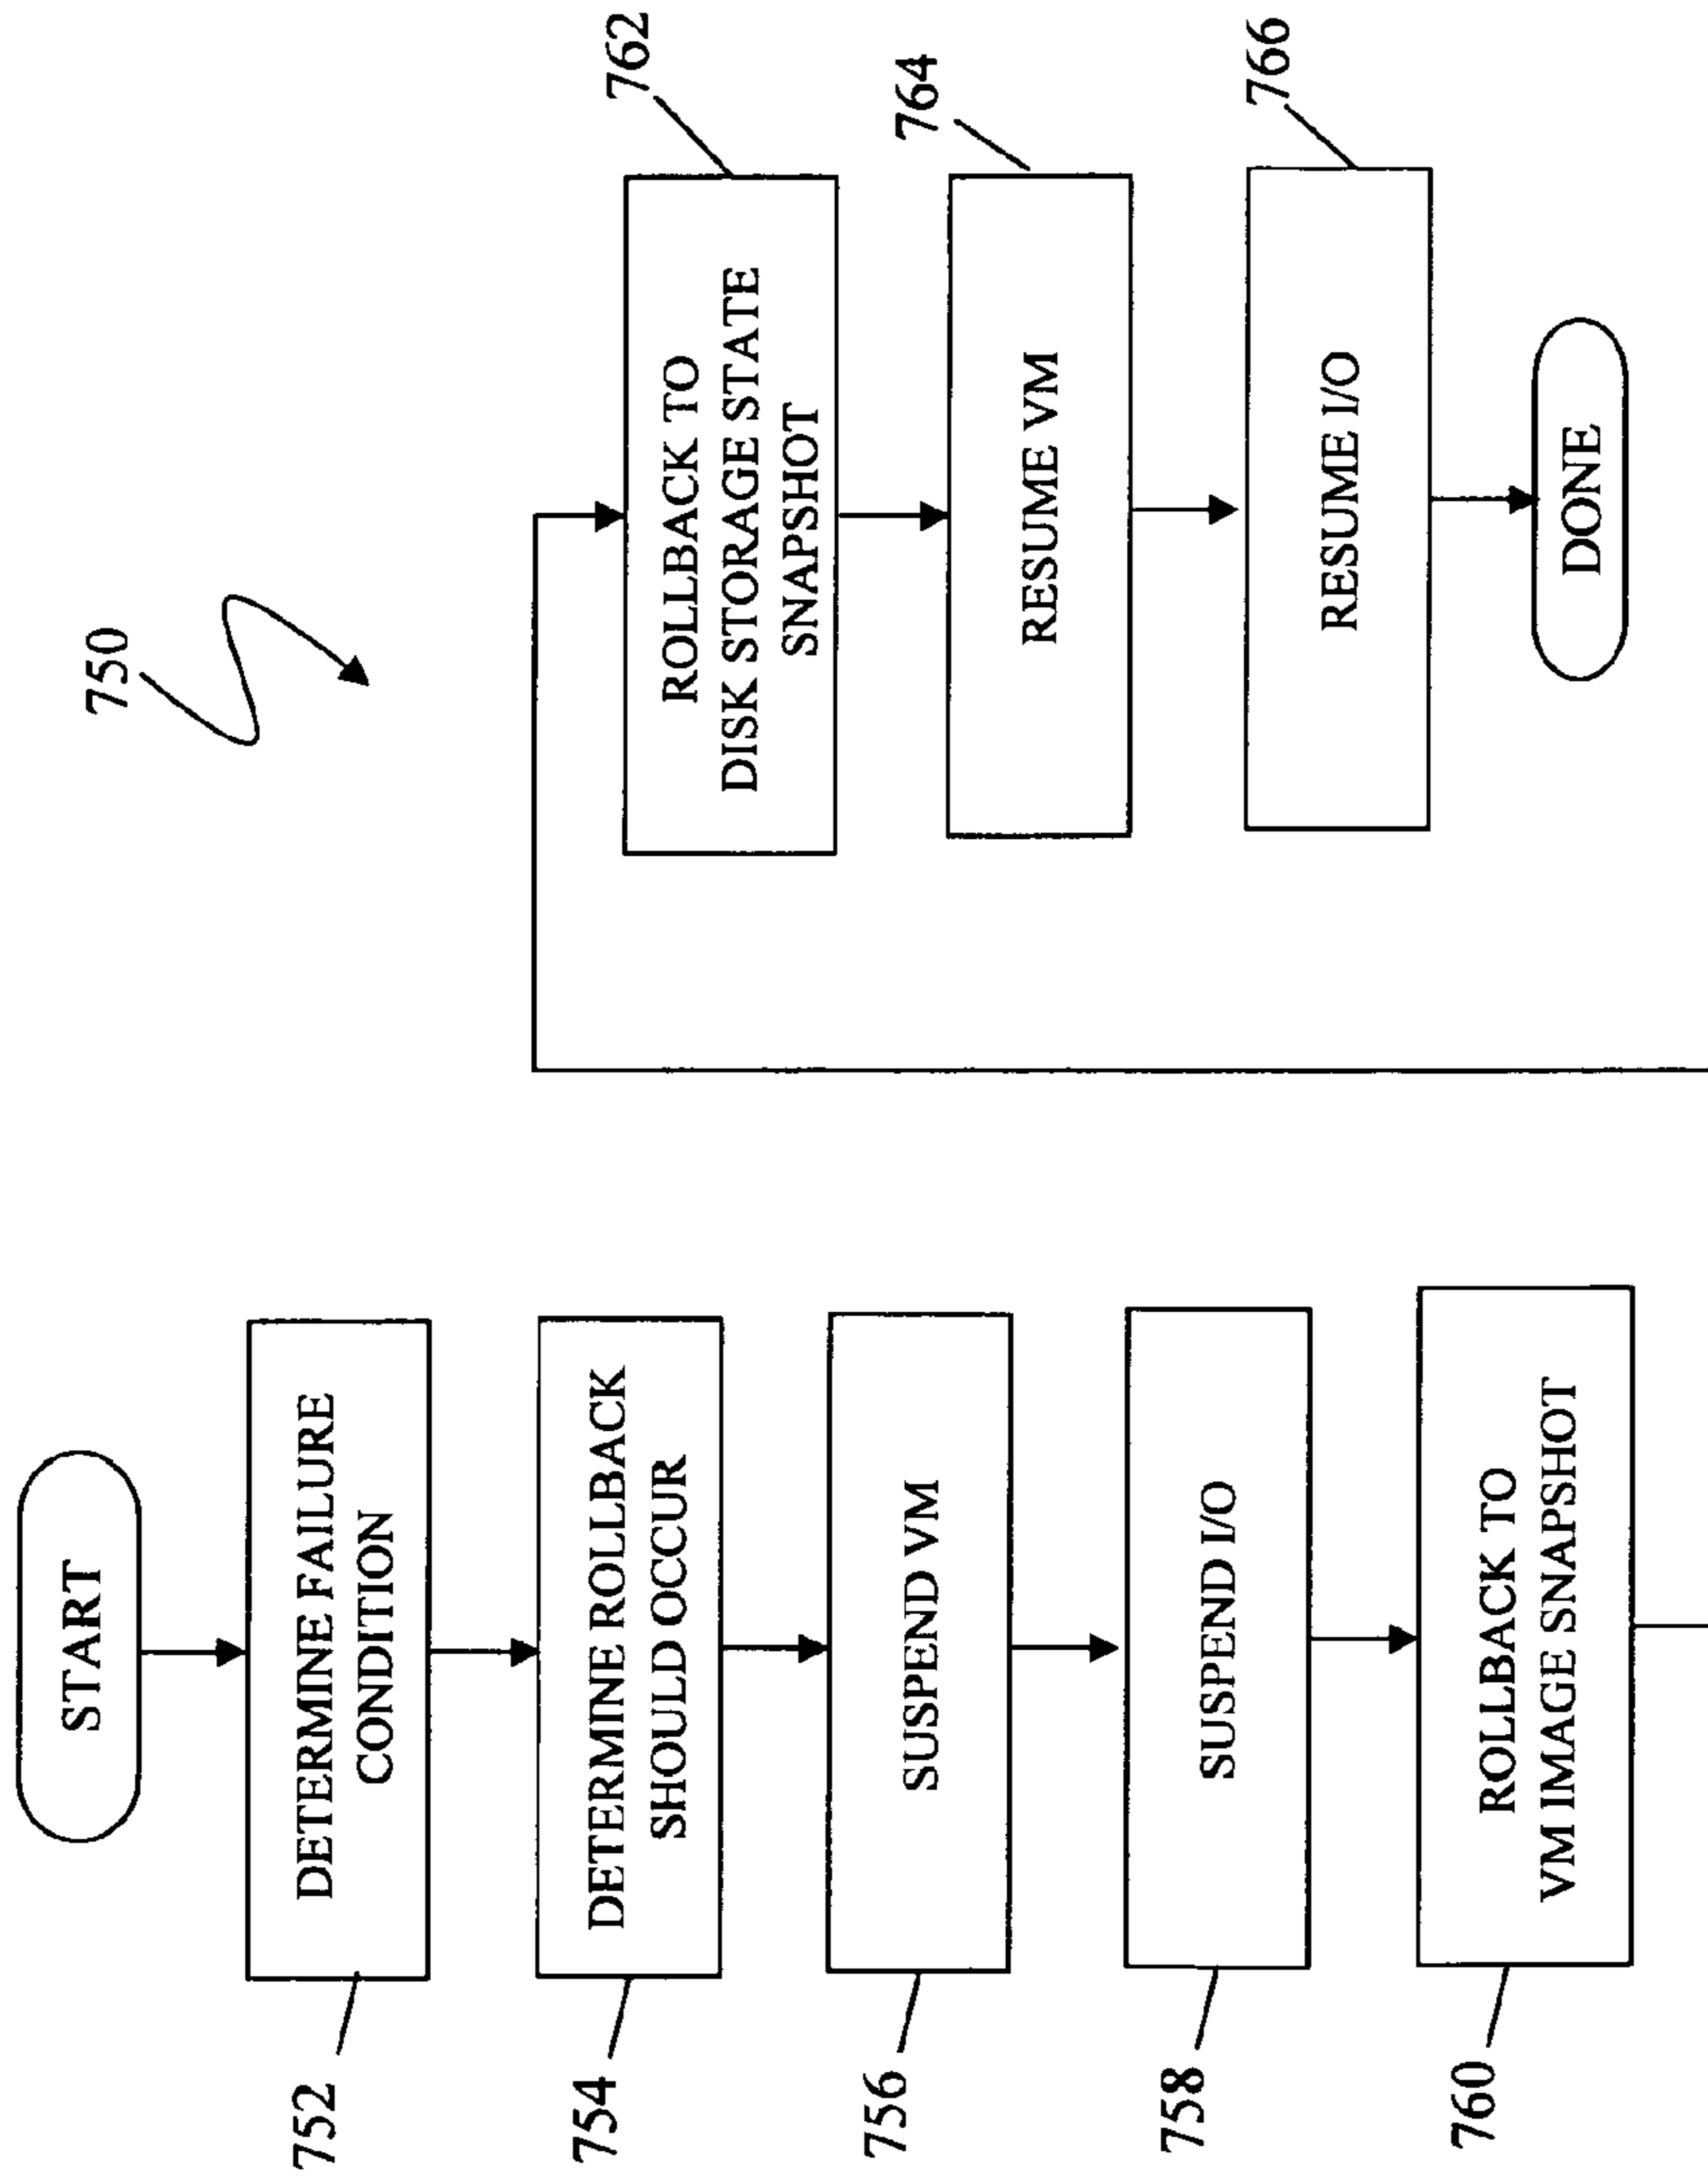 750
START
752
DETERMINE FAILURE
CONDITION
754
DETERMINE ROLLBACK
SHOULD OCCUR
756
SUSPEND VM
758
SUSPEND I/O
760
ROLLBACK TO
VM IMAGE SNAPSHOT
762
ROLLBACK TO
DISK STORAGE STATE
SNAPSHOT
764
RESUME VM
766
RESUME I/O
DONE